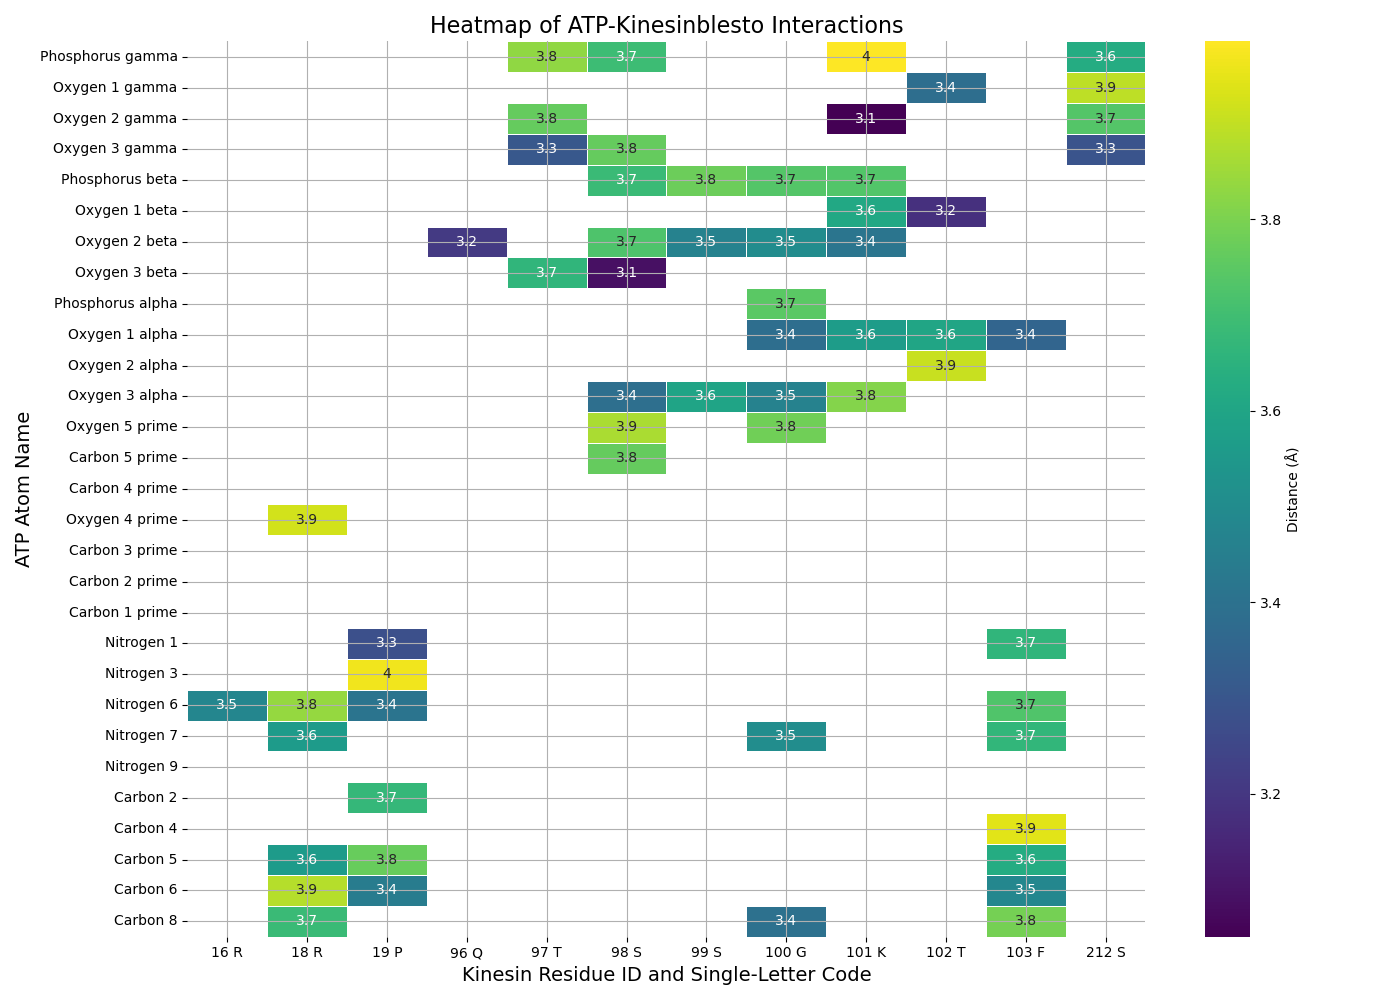 Heatmap of ATP-Kinesinblesto Interactions
Phosphorus gamma 3.8 3.7 4 3.6
Oxygen 1 gamma 3.4 3.9
Oxygen 2 gamma 3.8 3.1 3.7
Oxygen 3 gamma 3.3 3.8 3.3
Phosphorus beta 3.7 3.8 3.7 3.7
Oxygen 1 beta 3.6 3.2
Oxygen 2 beta 3.2 3.7 3.5 3.5 3.4
Oxygen 3 beta 3.7 3.1
Phosphorus alpha 3.7
Oxygen 1 alpha 3.4 3.6 3.6 3.4
Oxygen 2 alpha 3.9
Oxygen 3 alpha 3.4 3.6 3.5 3.8
Oxygen 5 prime 3.9 3.8
Carbon 5 prime 3.8
Carbon 4 prime
Oxygen 4 prime 3.9
Carbon 3 prime
Carbon 2 prime
Carbon 1 prime
Nitrogen 1 3.3 3.7
Nitrogen 3 4
Nitrogen 6 3.5 3.8 3.4 3.7
Nitrogen 7 3.6 3.5 3.7
Nitrogen 9
Carbon 2 3.7
Carbon 4 3.9
Carbon 5 3.6 3.8 3.6
Carbon 6 3.9 3.4 3.5
Carbon 8 3.7 3.4 3.8
16 R 18 R 19 P 96 Q 97 T 98 S 99 S 100 G 101 K 102 T 103 F 212 S
Kinesin Residue ID and Single-Letter Code
ATP Atom Name
3.8
3.6
3.4
3.2
Distance (Å)